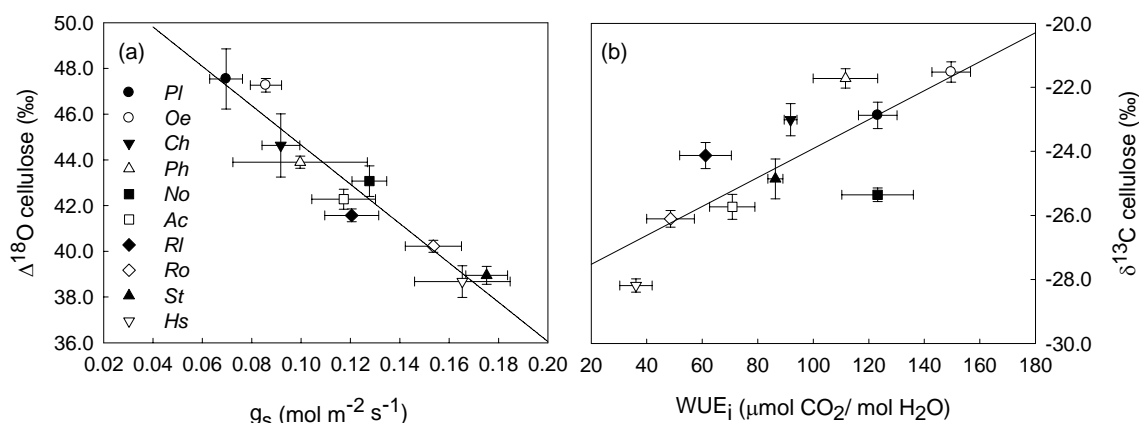 50.0
48.0
46.0
44.0
42.0
40.0
38.0
36.0
Δ18O cellulose (‰)
(a)
Pl
Oe
Ch
Ph
No
Ac
Rl
Ro
St
Hs
0.02 0.04 0.06 0.08 0.10 0.12 0.14 0.16 0.18 0.20
gs (mol m-2 s-1)
(b)
-20.0
-22.0
-24.0
-26.0
-28.0
-30.0
δ13C cellulose (‰)
20 40 60 80 100 120 140 160 180
WUEi (μmol CO2/ mol H2O)